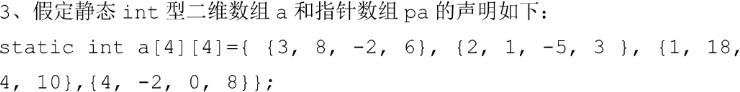 3、假定静态 int 型二维数组 a 和指针数组 pa 的声明如下：
static int a[4][4]={ {3, 8, -2, 6}, {2, 1, -5, 3 }, {1, 18,
4, 10},{4, -2, 0, 8}};